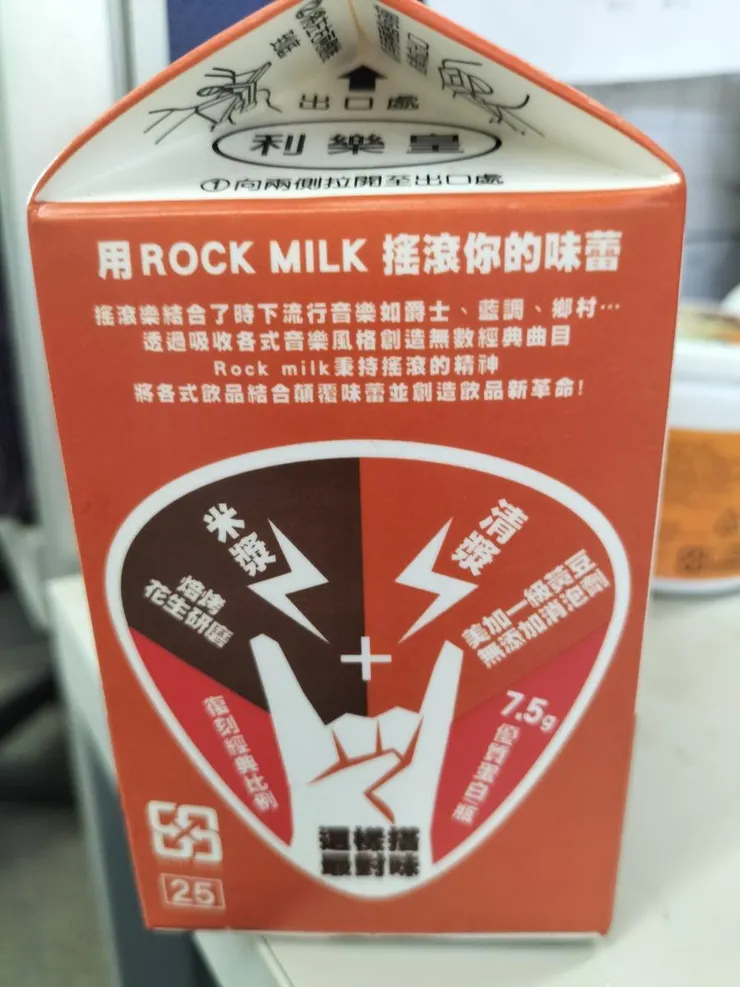 出口處
利樂皇
①向兩側拉開至出口處
用ROCK MILK 搖滾你的味蕾
搖滾樂結合了時下流行音樂如爵士、藍調、鄉村…
透過吸收各式音樂風格創造無數經典曲目
Rock milk秉持搖滾的精神
將各式飲品結合顛覆味蕾並創造飲品新革命!
米漿
焙烤
花生研磨
清漿
美加一級黃豆
無添加消泡劑
+
復刻經典比例
7.5g
優質蛋白/瓶
這樣搭
最對味
25